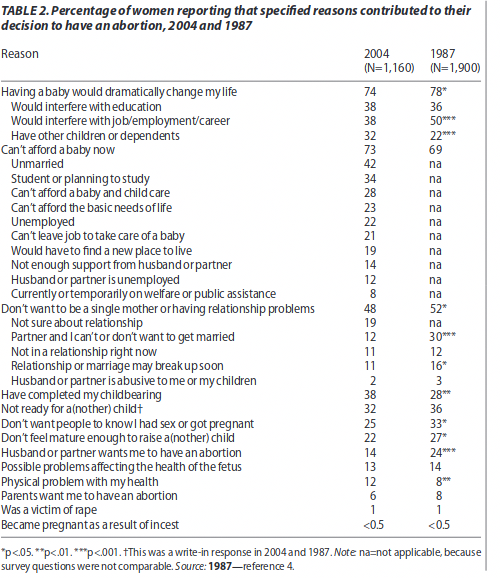 TABLE 2. Percentage of women reporting that specified reasons contributed to their
decision to have an abortion, 2004 and 1987
Reason 2004 1987
(N=1,160) (N=1,900)
Having a baby would dramatically change my life 74 78*
Would interfere with education 38 36
Would interfere with job/employment/career 38 50***
Have other children or dependents 32 22***
Can't afford a baby now 73 69
Unmarried 42 na
Student or planning to study 34 na
Can't afford a baby and child care 28 na
Can't afford the basic needs of life 23 na
Unemployed 22 na
Can't leave job to take care of a baby 21 na
Would have to find a new place to live 19 na
Not enough support from husband or partner 14 na
Husband or partner is unemployed 12 na
Currently or temporarily on welfare or public assistance 8 na
Don't want to be a single mother or having relationship problems 48 52*
Not sure about relationship 19 na
Partner and I can't or don't want to get married 12 30***
Not in a relationship right now 11 12
Relationship or marriage may break up soon 11 16*
Husband or partner is abusive to me or my children 2 3
Have completed my childbearing 38 28**
Not ready for a(nother) child† 32 36
Don't want people to know I had sex or got pregnant 25 33*
Don't feel mature enough to raise a(nother) child 22 27*
Husband or partner wants me to have an abortion 14 24***
Possible problems affecting the health of the fetus 13 14
Physical problem with my health 12 8**
Parents want me to have an abortion 6 8
Was a victim of rape 1 1
Became pregnant as a result of incest <0.5 <0.5
*p<.05. **p<.01. ***p<.001. †This was a write-in response in 2004 and 1987. Note: na=not applicable, because
survey questions were not comparable. Source: 1987—reference 4.